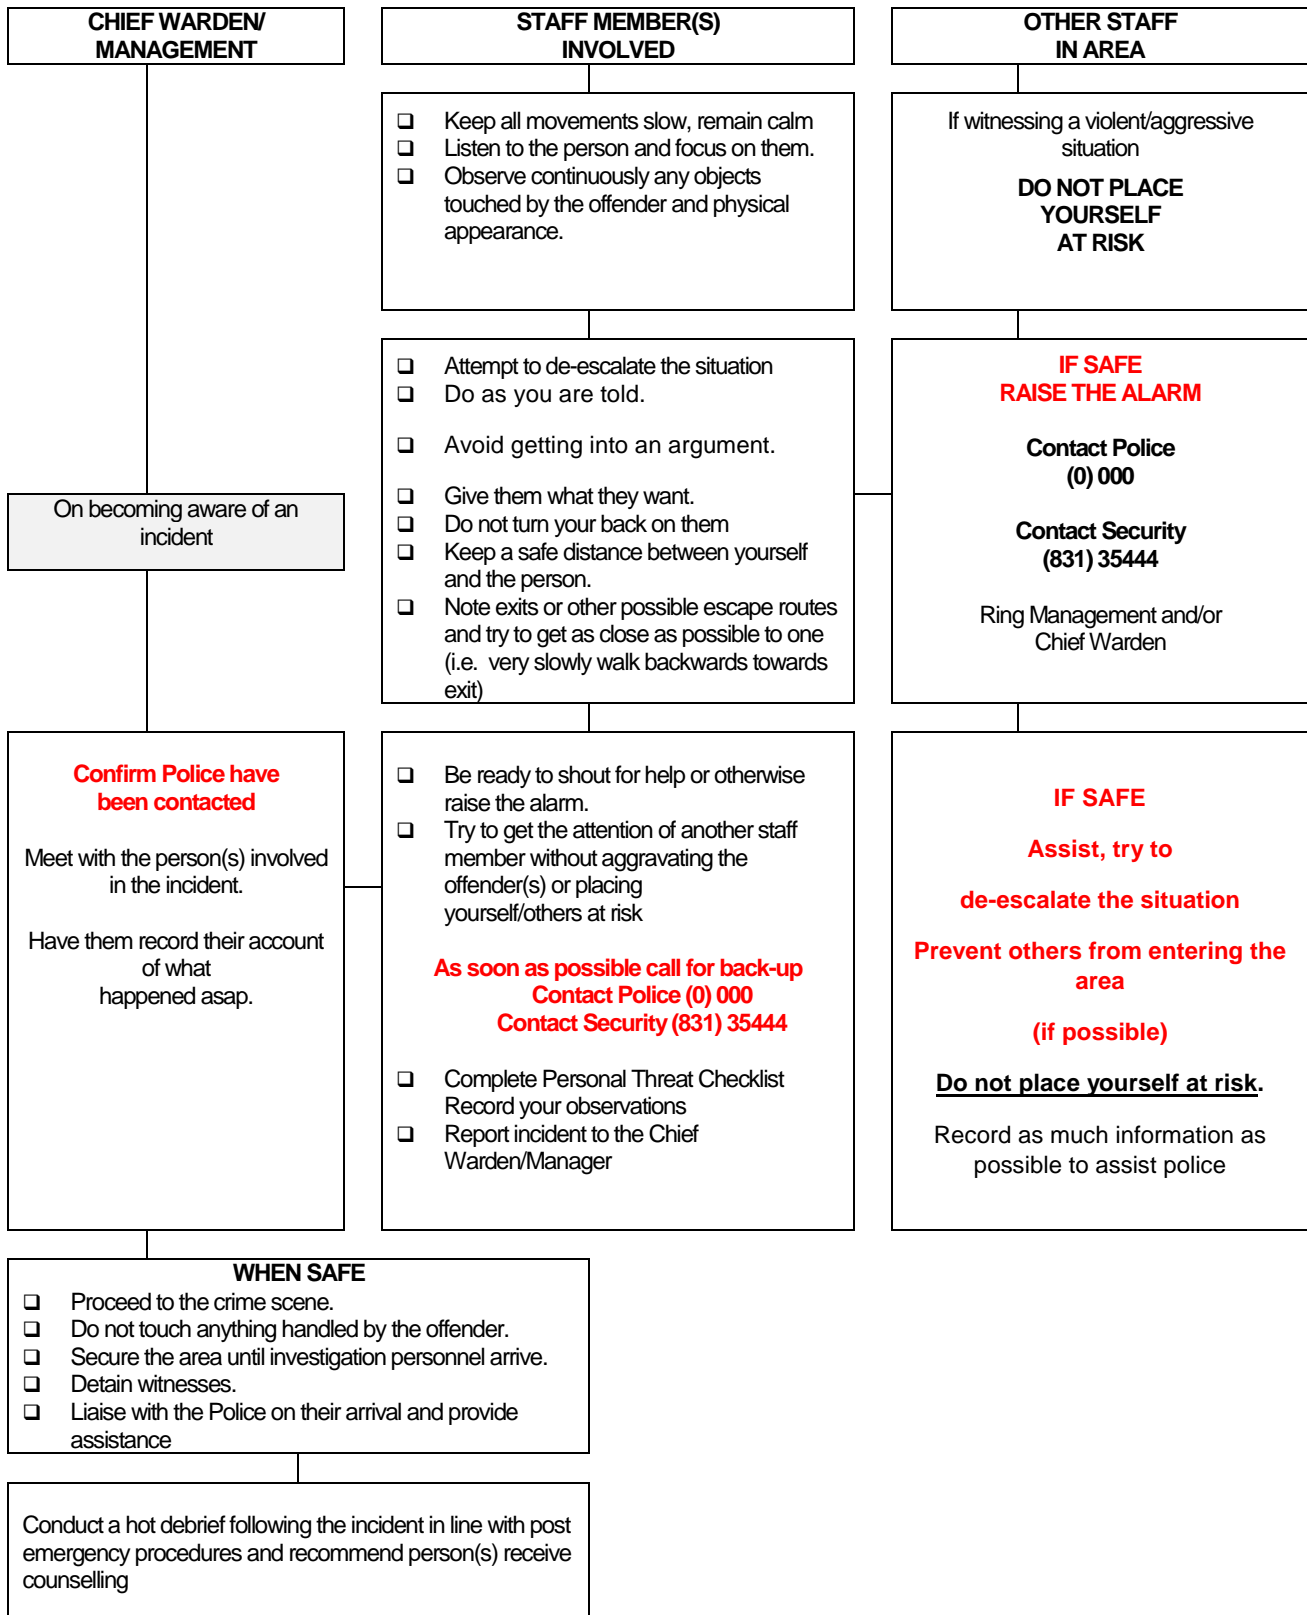 CHIEF WARDEN/
MANAGEMENT
STAFF MEMBER(S)
INVOLVED
OTHER STAFF
IN AREA
❑ Keep all movements slow, remain calm
❑ Listen to the person and focus on them.
❑ Observe continuously any objects
touched by the offender and physical
appearance.
If witnessing a violent/aggressive
situation
DO NOT PLACE
YOURSELF
AT RISK
❑ Attempt to de-escalate the situation
❑ Do as you are told.
❑ Avoid getting into an argument.
❑ Give them what they want.
❑ Do not turn your back on them
❑ Keep a safe distance between yourself
and the person.
❑ Note exits or other possible escape routes
and try to get as close as possible to one
(i.e. very slowly walk backwards towards
exit)
IF SAFE
RAISE THE ALARM
Contact Police
(0) 000
Contact Security
(831) 35444
Ring Management and/or
Chief Warden
On becoming aware of an
incident
Confirm Police have
been contacted
Meet with the person(s) involved
in the incident.
Have them record their account
of what
happened asap.
❑ Be ready to shout for help or otherwise
raise the alarm.
❑ Try to get the attention of another staff
member without aggravating the
offender(s) or placing
yourself/others at risk
As soon as possible call for back-up
Contact Police (0) 000
Contact Security (831) 35444
❑ Complete Personal Threat Checklist
Record your observations
❑ Report incident to the Chief
Warden/Manager
IF SAFE
Assist, try to
de-escalate the situation
Prevent others from entering the
area
(if possible)
Do not place yourself at risk.
Record as much information as
possible to assist police
WHEN SAFE
❑ Proceed to the crime scene.
❑ Do not touch anything handled by the offender.
❑ Secure the area until investigation personnel arrive.
❑ Detain witnesses.
❑ Liaise with the Police on their arrival and provide
assistance
Conduct a hot debrief following the incident in line with post
emergency procedures and recommend person(s) receive
counselling